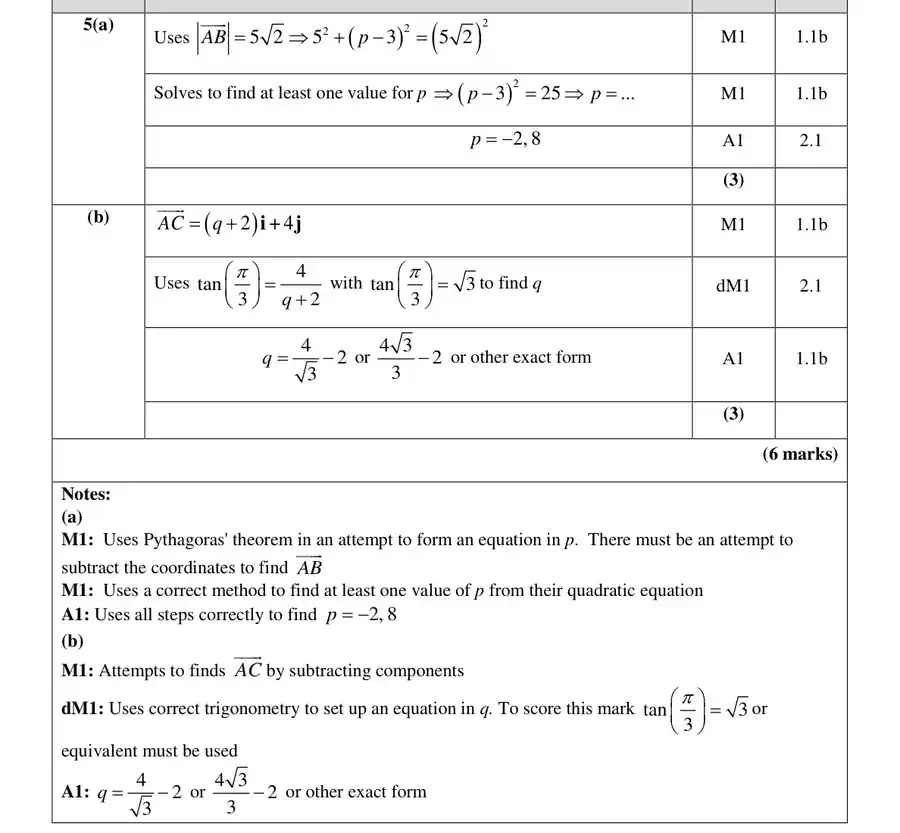 5(a) Uses |AB→| = 5√2 ⇒ 5² + (p − 3)² = (5√2)² M1 1.1b
Solves to find at least one value for p ⇒ (p − 3)² = 25 ⇒ p = ... M1 1.1b
p = −2, 8 A1 2.1
(3)
(b) AC→ = (q + 2)i + 4j M1 1.1b
Uses tan(π/3) = 4/(q + 2) with tan(π/3) = √3 to find q dM1 2.1
q = 4/√3 − 2 or 4√3/3 − 2 or other exact form A1 1.1b
(3)
(6 marks)
Notes:
(a)
M1: Uses Pythagoras' theorem in an attempt to form an equation in p. There must be an attempt to
subtract the coordinates to find AB→
M1: Uses a correct method to find at least one value of p from their quadratic equation
A1: Uses all steps correctly to find p = −2, 8
(b)
M1: Attempts to finds AC→ by subtracting components
dM1: Uses correct trigonometry to set up an equation in q. To score this mark tan(π/3) = √3 or
equivalent must be used
A1: q = 4/√3 − 2 or 4√3/3 − 2 or other exact form